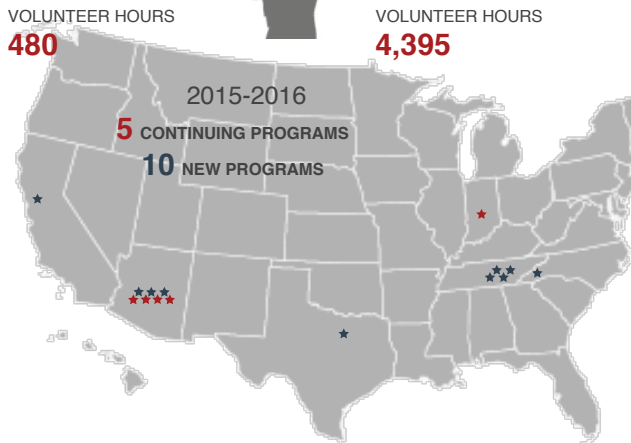 VOLUNTEER HOURS
480
VOLUNTEER HOURS
4,395
2015-2016
5 CONTINUING PROGRAMS
10 NEW PROGRAMS